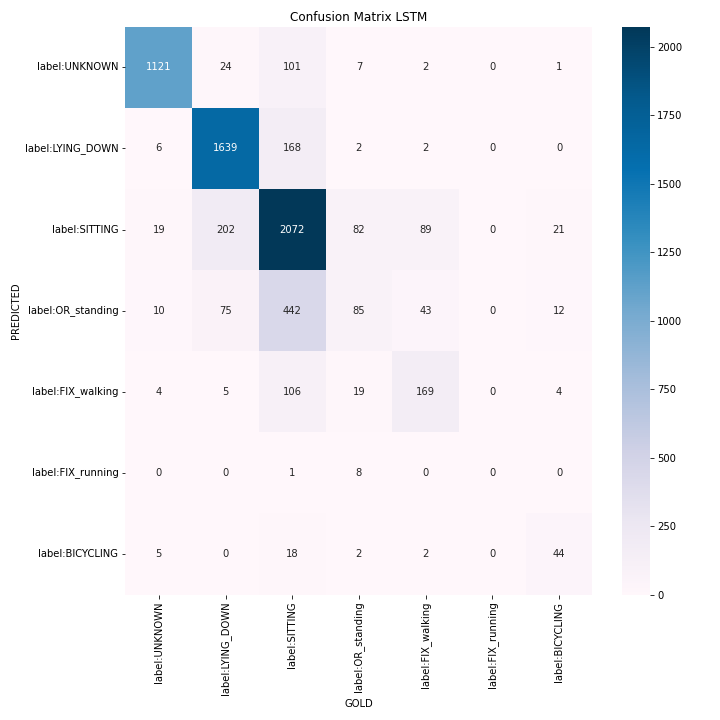 Confusion Matrix LSTM
PREDICTED
label:UNKNOWN 1121 24 101 7 2 0 1
label:LYING_DOWN 6 1639 168 2 2 0 0
label:SITTING 19 202 2072 82 89 0 21
label:OR_standing 10 75 442 85 43 0 12
label:FIX_walking 4 5 106 19 169 0 4
label:FIX_running 0 0 1 8 0 0 0
label:BICYCLING 5 0 18 2 2 0 44
label:UNKNOWN
label:LYING_DOWN
label:SITTING
label:OR_standing
label:FIX_walking
label:FIX_running
label:BICYCLING
GOLD
2000
1750
1500
1250
1000
750
500
250
0